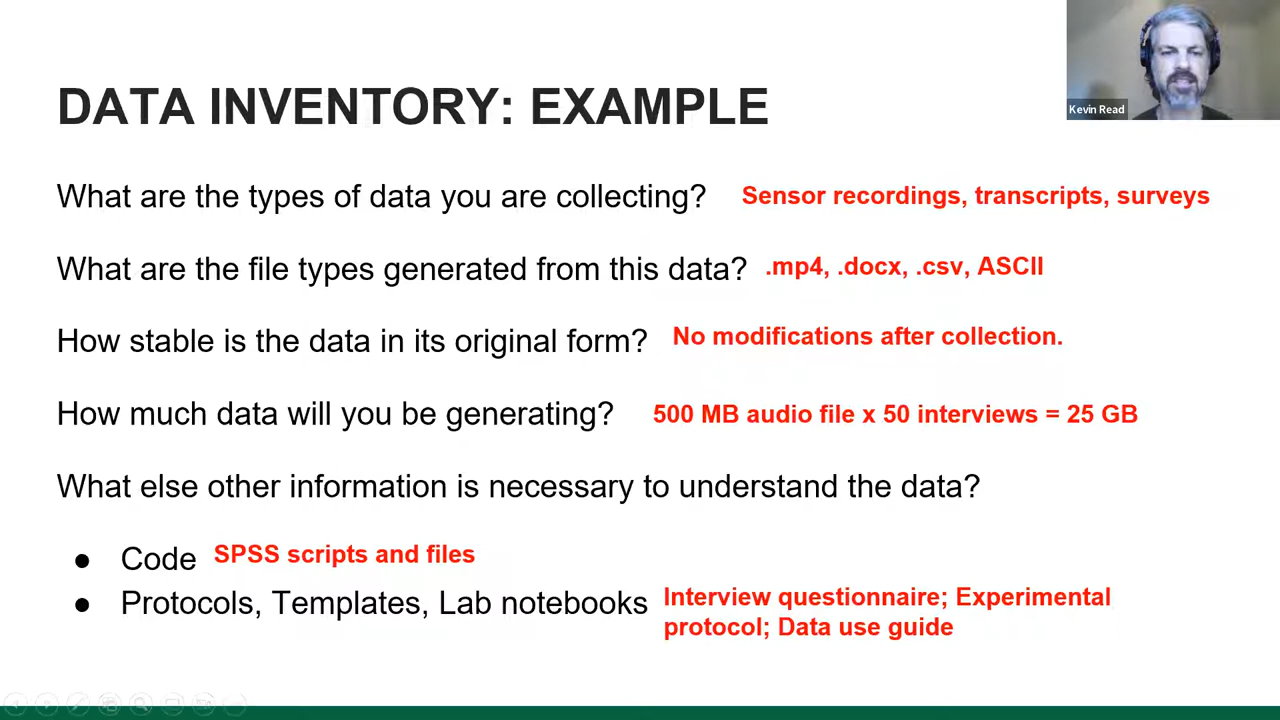 Kevin Read
DATA INVENTORY: EXAMPLE
What are the types of data you are collecting? Sensor recordings, transcripts, surveys
What are the file types generated from this data? .mp4, .docx, .csv, ASCII
How stable is the data in its original form? No modifications after collection.
How much data will you be generating? 500 MB audio file x 50 interviews = 25 GB
What else other information is necessary to understand the data?
● Code SPSS scripts and files
● Protocols, Templates, Lab notebooks Interview questionnaire; Experimental
protocol; Data use guide